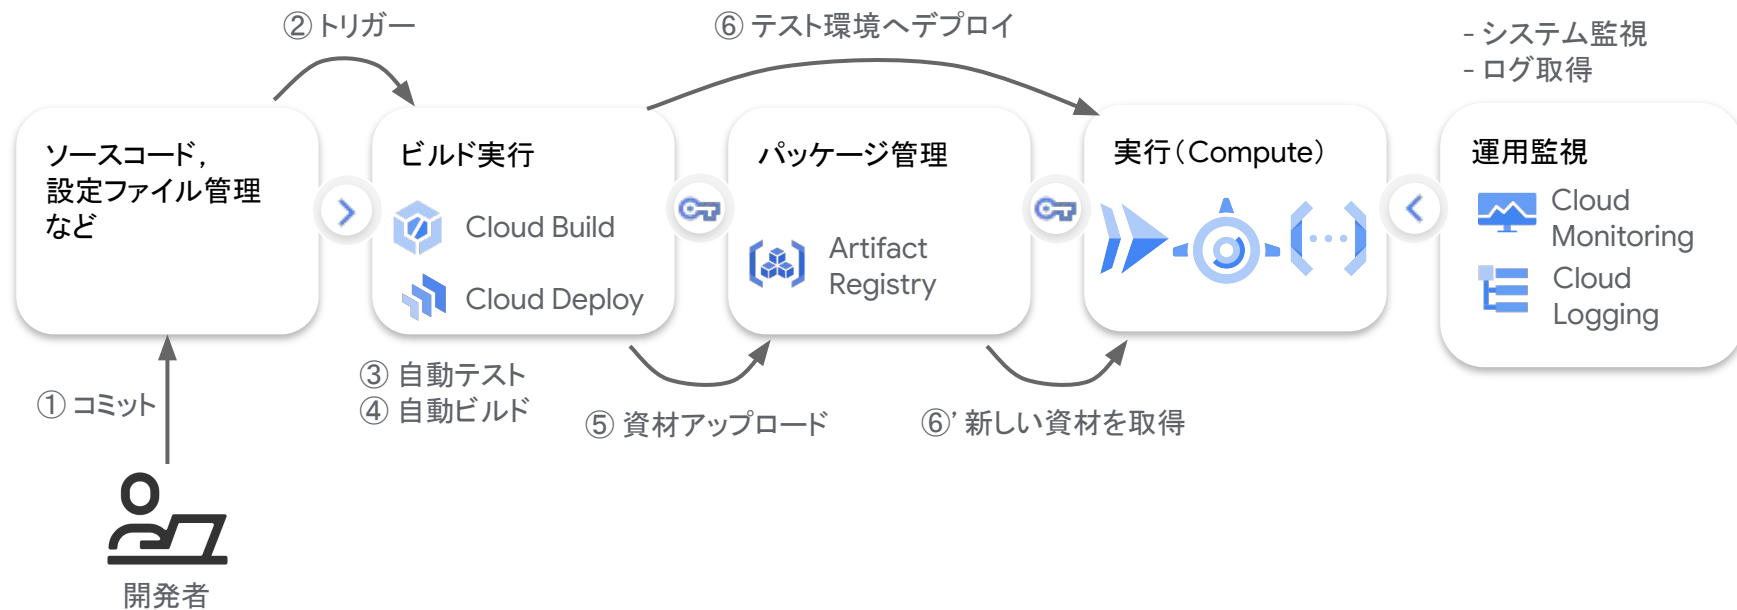 ② トリガー
⑥ テスト環境へデプロイ
- システム監視
- ログ取得
ソースコード,
設定ファイル管理
など
ビルド実行
Cloud Build
Cloud Deploy
パッケージ管理
Artifact
Registry
実行（Compute）
運用監視
Cloud
Monitoring
Cloud
Logging
① コミット
③ 自動テスト
④ 自動ビルド
⑤ 資材アップロード
⑥’ 新しい資材を取得
開発者